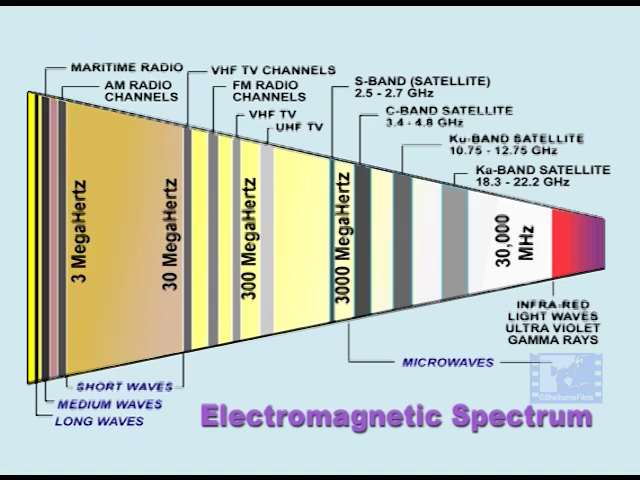 MARITIME RADIO
AM RADIO
CHANNELS
VHF TV CHANNELS
FM RADIO
CHANNELS
VHF TV
UHF TV
S-BAND (SATELLITE)
2.5 - 2.7 GHz
C-BAND SATELLITE
3.4 - 4.8 GHz
Ku-BAND SATELLITE
10.75 - 12.75 GHz
Ka-BAND SATELLITE
18.3 - 22.2 GHz
3 MegaHertz
30 MegaHertz
300 MegaHertz
3000 MegaHertz
30,000
MHz
INFRA-RED
LIGHT WAVES
ULTRA VIOLET
GAMMA RAYS
MICROWAVES
SHORT WAVES
MEDIUM WAVES
LONG WAVES
Electromagnetic Spectrum